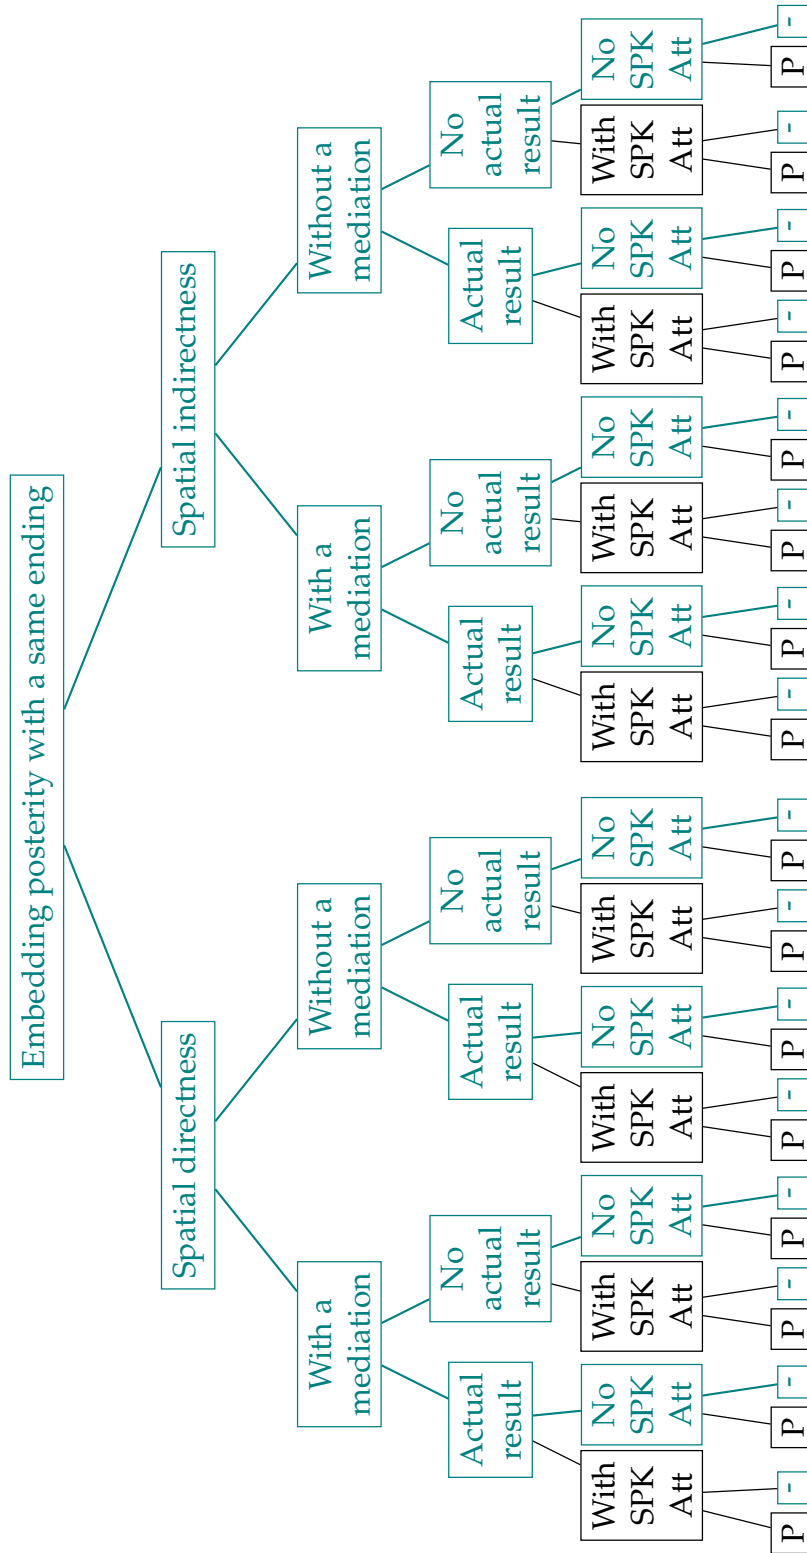 Embedding posterity with a same ending
Spatial directness
Spatial indirectness
With a
mediation
Without a
mediation
With a
mediation
Without a
mediation
Actual
result
No
actual
result
Actual
result
No
actual
result
Actual
result
No
actual
result
Actual
result
No
actual
result
With
SPK
Att
No
SPK
Att
With
SPK
Att
No
SPK
Att
With
SPK
Att
No
SPK
Att
With
SPK
Att
No
SPK
Att
With
SPK
Att
No
SPK
Att
With
SPK
Att
No
SPK
Att
With
SPK
Att
No
SPK
Att
With
SPK
Att
No
SPK
Att
P
-
P
-
P
-
P
-
P
-
P
-
P
-
P
-
P
-
P
-
P
-
P
-
P
-
P
-
P
-
P
-